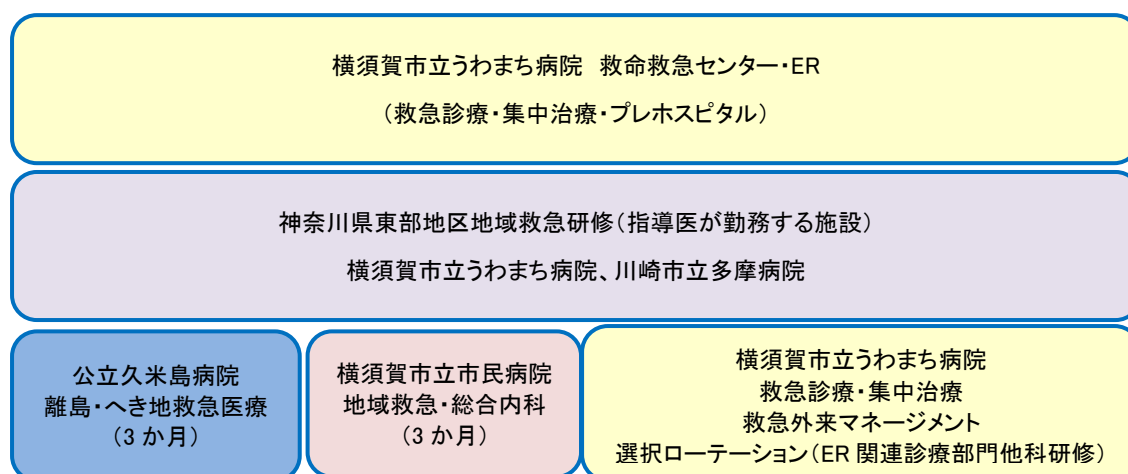 横須賀市立うわまち病院 救命救急センター・ER
（救急診療・集中治療・プレホスピタル）
神奈川県東部地区地域救急研修（指導医が勤務する施設）
横須賀市立うわまち病院、川崎市立多摩病院
公立久米島病院
離島・へき地救急医療
（3 か月）
横須賀市立市民病院
地域救急・総合内科
（3 か月）
横須賀市立うわまち病院
救急診療・集中治療
救急外来マネージメント
選択ローテーション（ER 関連診療部門他科研修）